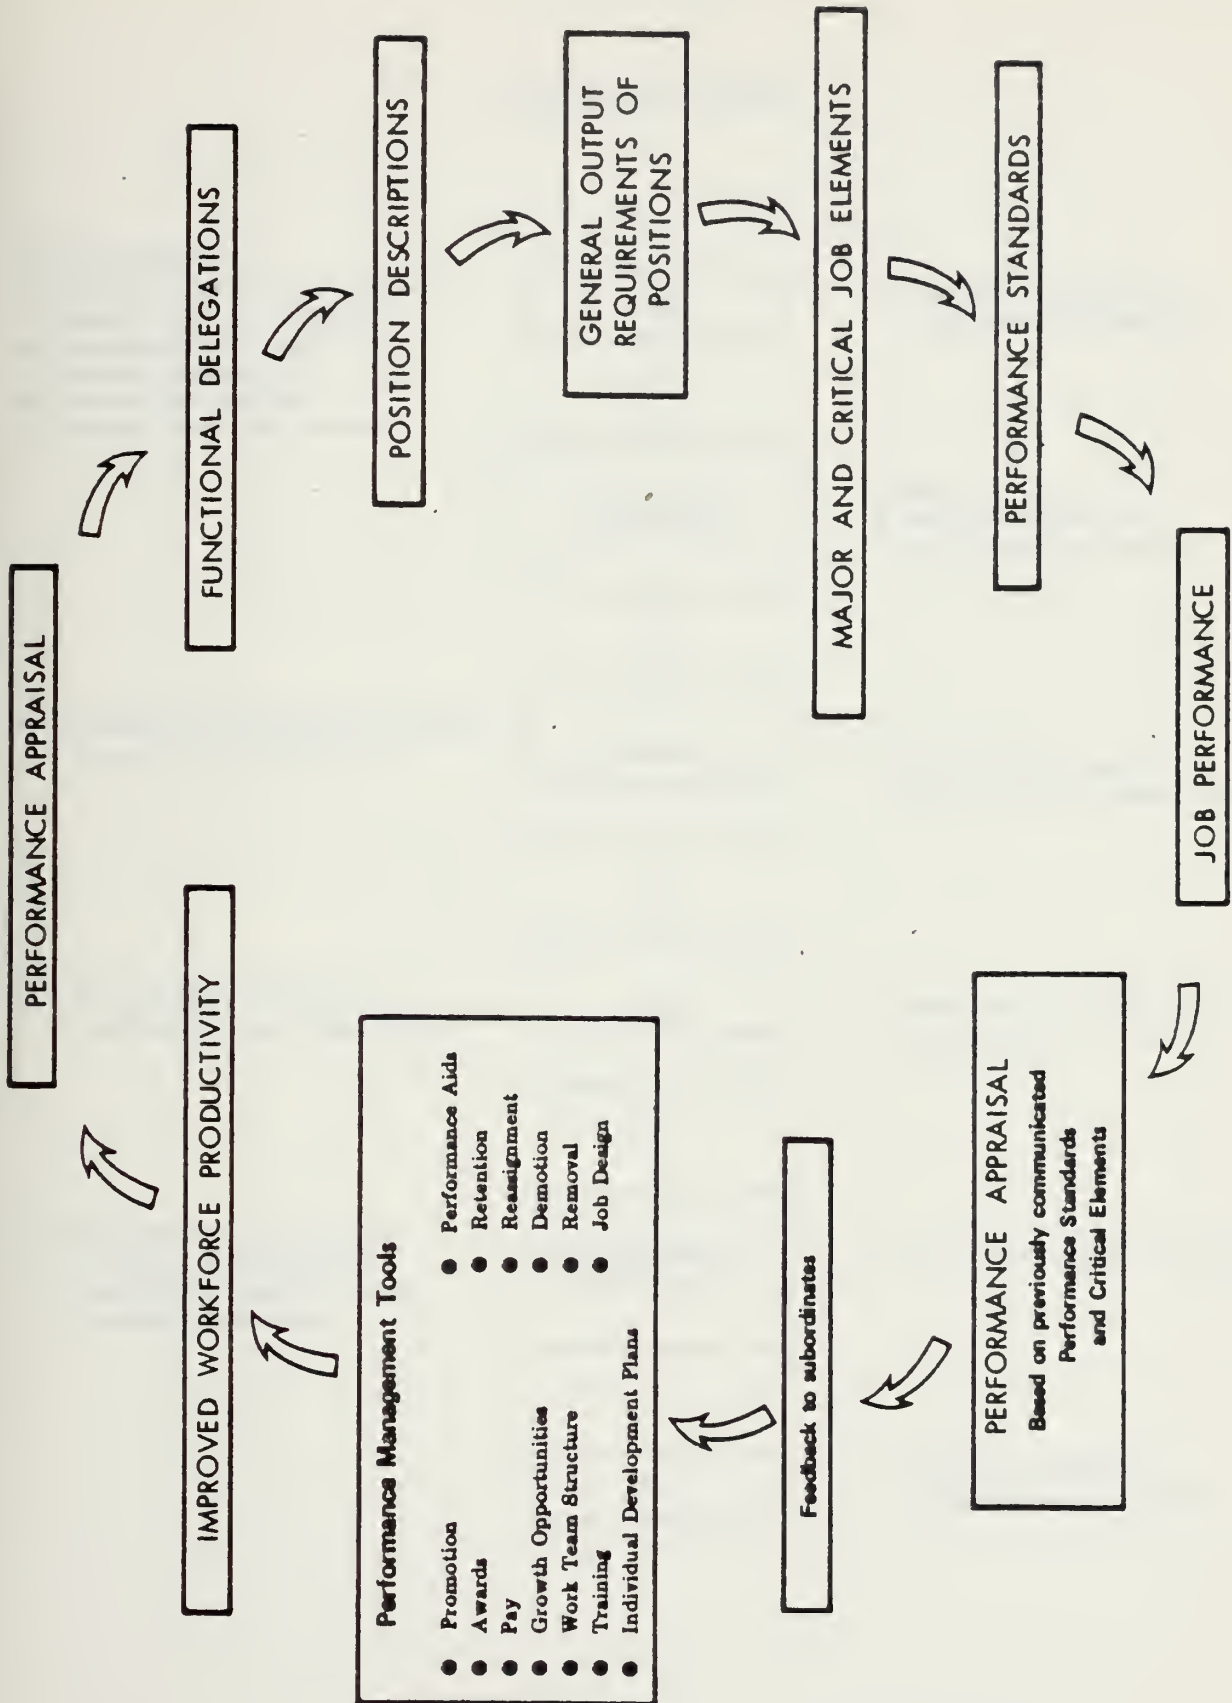 PERFORMANCE APPRAISAL
FUNCTIONAL DELEGATIONS
POSITION DESCRIPTIONS
GENERAL OUTPUT
REQUIREMENTS OF
POSITIONS
MAJOR AND CRITICAL JOB ELEMENTS
PERFORMANCE STANDARDS
JOB PERFORMANCE
PERFORMANCE APPRAISAL
Based on previously communicated
Performance Standards
and Critical Elements
Feedback to subordinates
Performance Management Tools
● Promotion
● Awards
● Pay
● Growth Opportunities
● Work Team Structure
● Training
● Individual Development Plans
● Performance Aids
● Retention
● Reassignment
● Demotion
● Removal
● Job Design
IMPROVED WORKFORCE PRODUCTIVITY